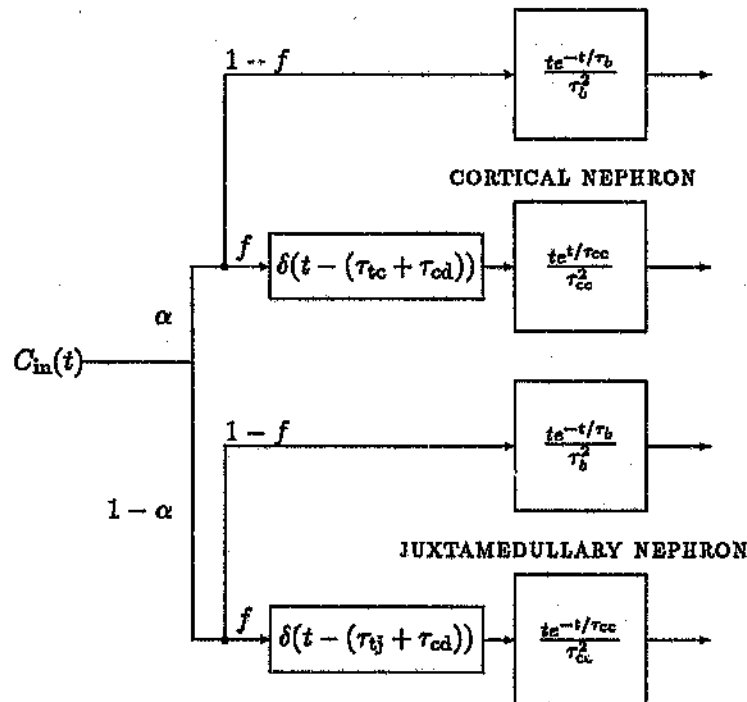 1 − f
te^{−t/τ_b}
τ_b^2
CORTICAL NEPHRON
f
δ(t − (τ_tc + τ_cd))
te^{t/τ_cc}
τ_cc^2
α
C_in(t)
1 − f
te^{−t/τ_b}
τ_b^2
1 − α
JUXTAMEDULLARY NEPHRON
f
δ(t − (τ_tj + τ_cd))
te^{−t/τ_cc}
τ_cc^2